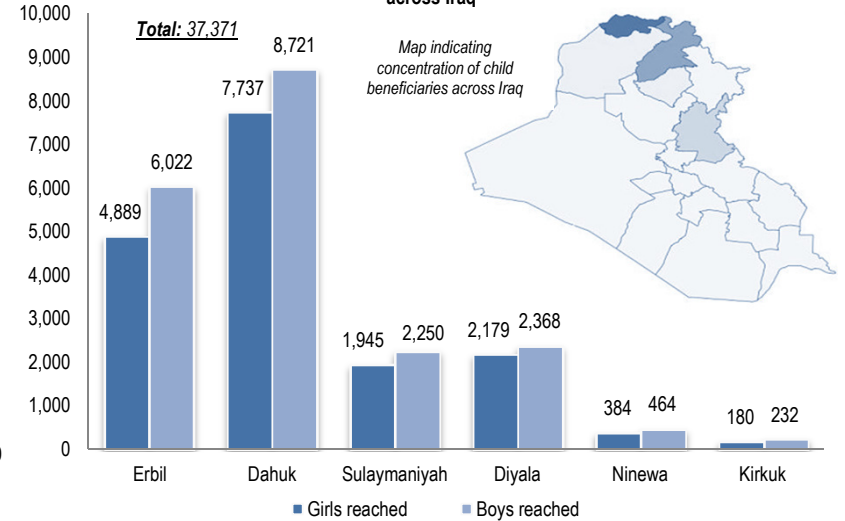 across Iraq
Total: 37,371
Map indicating
concentration of child
beneficiaries across Iraq
10,000
9,000
8,000
7,000
6,000
5,000
4,000
3,000
2,000
1,000
0
4,889
6,022
7,737
8,721
1,945
2,250
2,179
2,368
384
464
180
232
Erbil
Dahuk
Sulaymaniyah
Diyala
Ninewa
Kirkuk
Girls reached
Boys reached